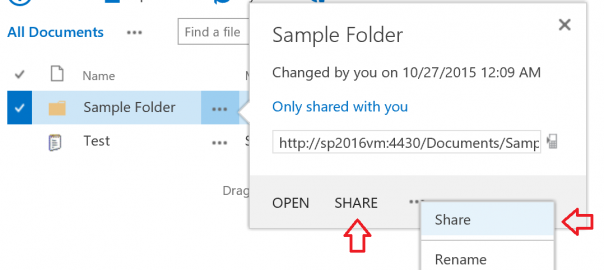 All Documents ...
Find a file
Name
Sample Folder ...
Test ...
Drag
Sample Folder
Changed by you on 10/27/2015 12:09 AM
Only shared with you
http://sp2016vm:4430/Documents/Samp
OPEN SHARE ...
Share
Rename